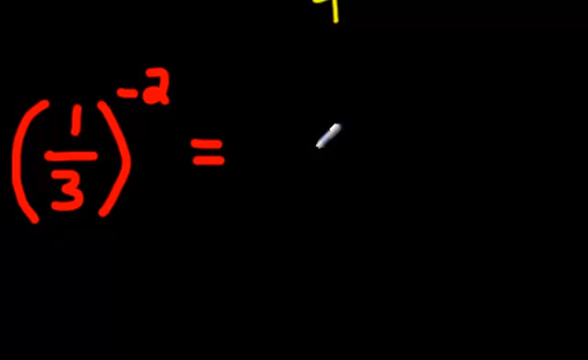 (1/3)^-2 =